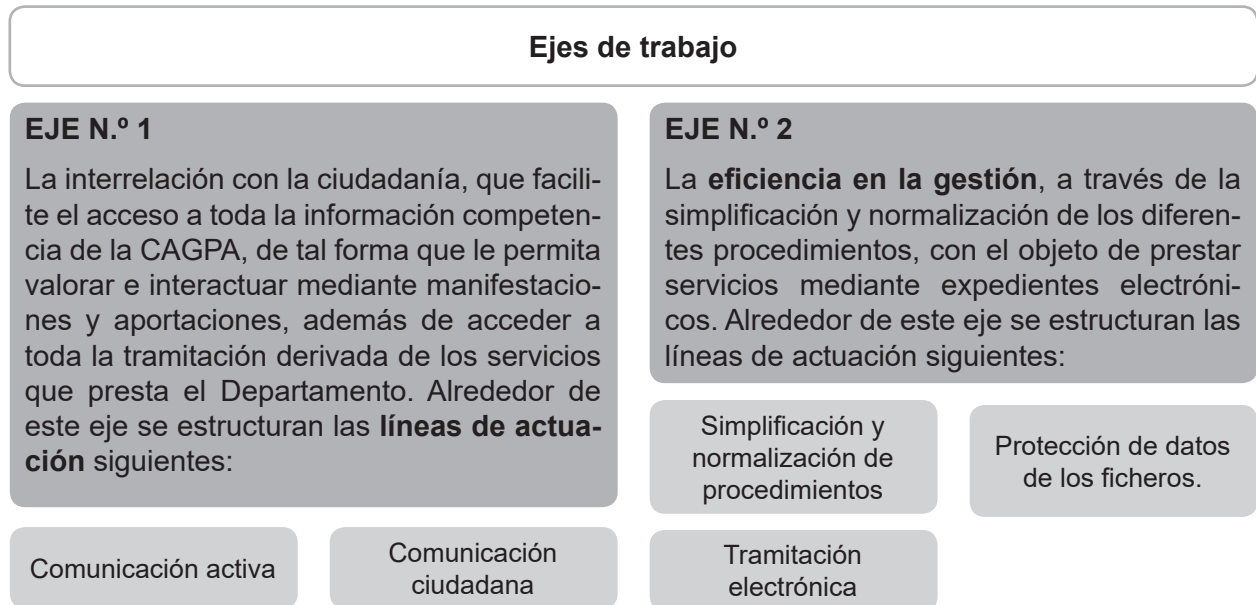 Ejes de trabajo
EJE N.º 1
La interrelación con la ciudadanía, que facili-
te el acceso a toda la información competen-
cia de la CAGPA, de tal forma que le permita
valorar e interactuar mediante manifestacio-
nes y aportaciones, además de acceder a
toda la tramitación derivada de los servicios
que presta el Departamento. Alrededor de
este eje se estructuran las líneas de actua-
ción siguientes:
Comunicación activa
Comunicación
ciudadana
EJE N.º 2
La eficiencia en la gestión, a través de la
simplificación y normalización de los diferen-
tes procedimientos, con el objeto de prestar
servicios mediante expedientes electróni-
cos. Alrededor de este eje se estructuran las
líneas de actuación siguientes:
Simplificación y
normalización de
procedimientos
Protección de datos
de los ficheros.
Tramitación
electrónica